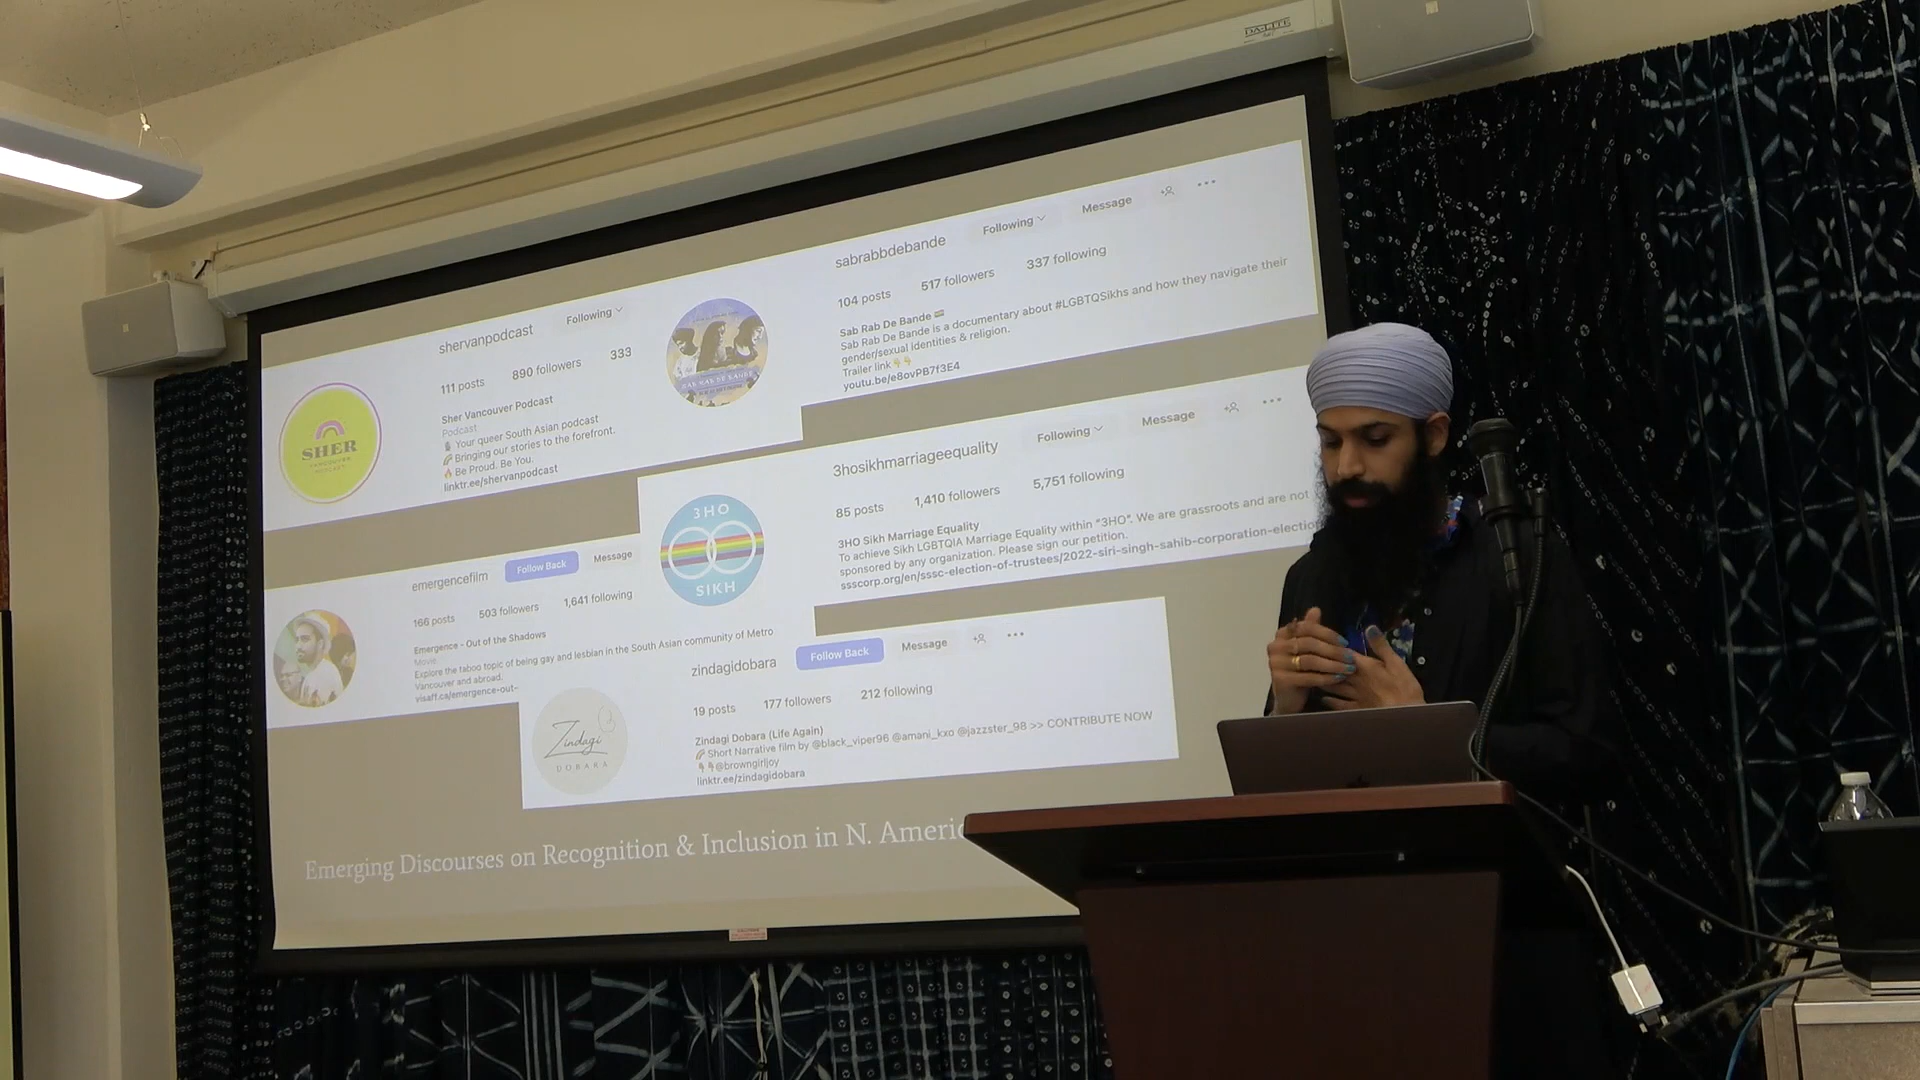 DA-LITE
shervanpodcast
Following
111 posts 890 followers 333
Sher Vancouver Podcast
Podcast
Your queer South Asian podcast
Bringing our stories to the forefront.
Be Proud. Be You.
linktr.ee/shervanpodcast
SHER
VANCOUVER
PODCAST
sabrabbdebande
Following
Message
104 posts 517 followers 337 following
Sab Rab De Bande
Sab Rab De Bande is a documentary about #LGBTQSikhs and how they navigate their
gender/sexual identities & religion.
Trailer link
youtu.be/e8ovPB7f3E4
SAB RAB DE BANDE
3hosikhmarriageequality
Following
Message
85 posts 1,410 followers 5,751 following
3HO Sikh Marriage Equality
To achieve Sikh LGBTQIA Marriage Equality within "3HO". We are grassroots and are not
sponsored by any organization. Please sign our petition.
ssscorp.org/en/sssc-election-of-trustees/2022-siri-singh-sahib-corporation-election
3HO
SIKH
emergencefilm
Follow Back
Message
166 posts 503 followers 1,641 following
Emergence - Out of the Shadows
Movie
Explore the taboo topic of being gay and lesbian in the South Asian community of Metro
Vancouver and abroad.
visaff.ca/emergence-out-
zindagidobara
Follow Back
Message
19 posts 177 followers 212 following
Zindagi Dobara (Life Again)
Short Narrative film by @black_viper96 @amani_kxo @jazzster_98 >> CONTRIBUTE NOW
@browngirljoy
linktr.ee/zindagidobara
Zindagi
DOBARA
Emerging Discourses on Recognition & Inclusion in N. Americ